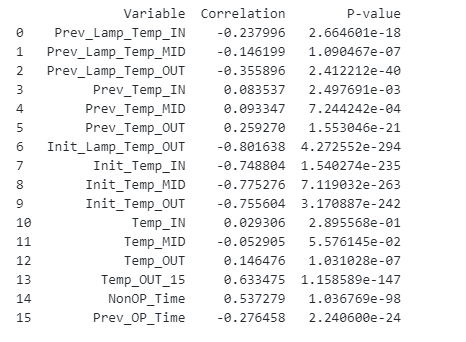 Variable Correlation P-value
0 Prev_Lamp_Temp_IN -0.237996 2.664601e-18
1 Prev_Lamp_Temp_MID -0.146199 1.090467e-07
2 Prev_Lamp_Temp_OUT -0.355896 2.412212e-40
3 Prev_Temp_IN 0.083537 2.497691e-03
4 Prev_Temp_MID 0.093347 7.244242e-04
5 Prev_Temp_OUT 0.259270 1.553046e-21
6 Init_Lamp_Temp_OUT -0.801638 4.272552e-294
7 Init_Temp_IN -0.748804 1.540274e-235
8 Init_Temp_MID -0.775276 7.119032e-263
9 Init_Temp_OUT -0.755604 3.170887e-242
10 Temp_IN 0.029306 2.895568e-01
11 Temp_MID -0.052905 5.576145e-02
12 Temp_OUT 0.146476 1.031028e-07
13 Temp_OUT_15 0.633475 1.158589e-147
14 NonOP_Time 0.537279 1.036769e-98
15 Prev_OP_Time -0.276458 2.240600e-24